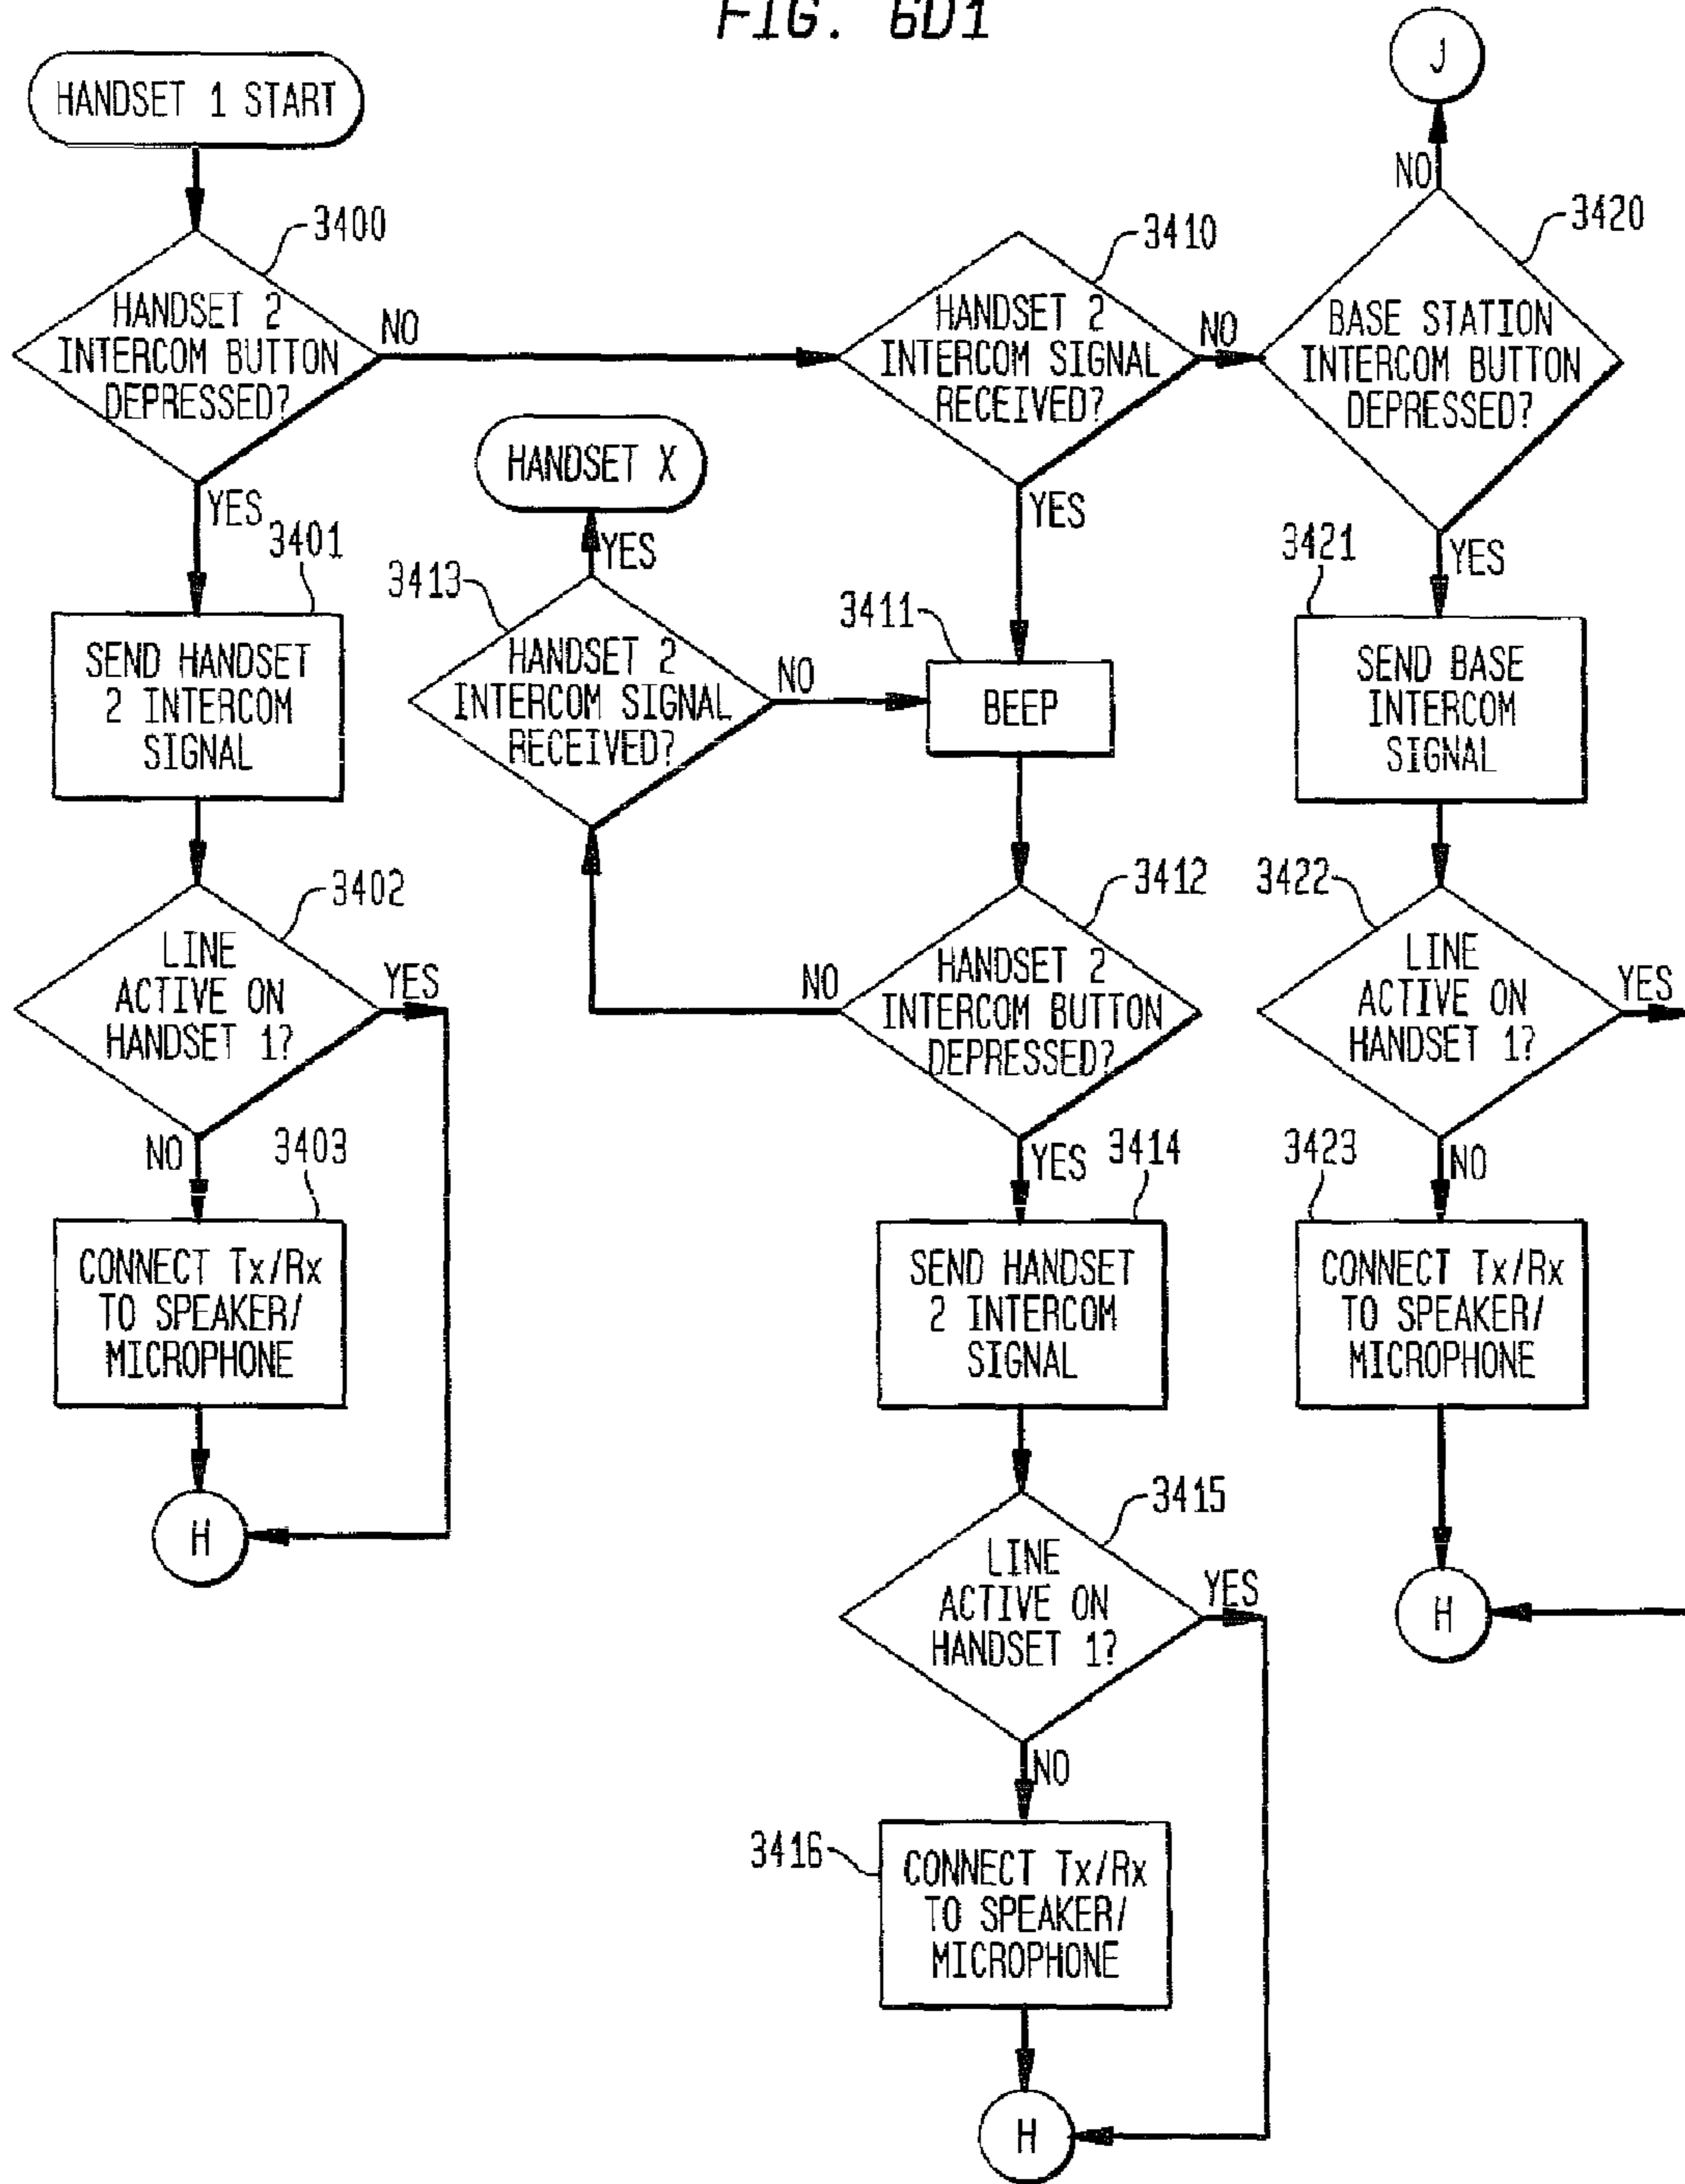 FIG. 6D1
HANDSET 1 START
3400
HANDSET 2
INTERCOM BUTTON
DEPRESSED?
NO
YES
3401
SEND HANDSET
2 INTERCOM
SIGNAL
3402
LINE
ACTIVE ON
HANDSET 1?
YES
NO
3403
CONNECT Tx/Rx
TO SPEAKER/
MICROPHONE
H
HANDSET X
YES
3413
HANDSET 2
INTERCOM SIGNAL
RECEIVED?
NO
3410
HANDSET 2
INTERCOM SIGNAL
RECEIVED?
NO
YES
3411
BEEP
3412
HANDSET 2
INTERCOM BUTTON
DEPRESSED?
NO
YES
3414
SEND HANDSET
2 INTERCOM
SIGNAL
3415
LINE
ACTIVE ON
HANDSET 1?
YES
NO
3416
CONNECT Tx/Rx
TO SPEAKER/
MICROPHONE
H
J
NO
3420
BASE STATION
INTERCOM BUTTON
DEPRESSED?
YES
3421
SEND BASE
INTERCOM
SIGNAL
3422
LINE
ACTIVE ON
HANDSET 1?
YES
NO
3423
CONNECT Tx/Rx
TO SPEAKER/
MICROPHONE
H